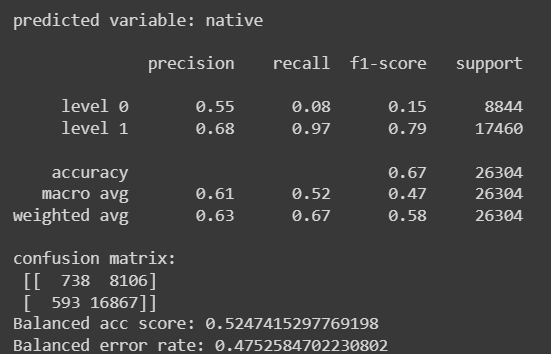 predicted variable: native
precision recall f1-score support
level 0 0.55 0.08 0.15 8844
level 1 0.68 0.97 0.79 17460
accuracy 0.67 26304
macro avg 0.61 0.52 0.47 26304
weighted avg 0.63 0.67 0.58 26304
confusion matrix:
[[ 738 8106]
[ 593 16867]]
Balanced acc score: 0.5247415297769198
Balanced error rate: 0.4752584702230802